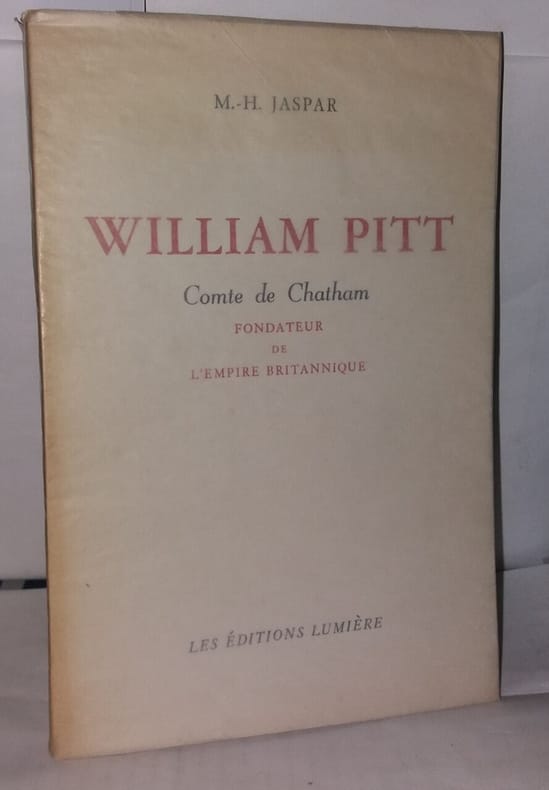 M.-H. JASPAR
WILLIAM PITT
Comte de Chatham
FONDATEUR
DE
L'EMPIRE BRITANNIQUE
LES ÉDITIONS LUMIÈRE